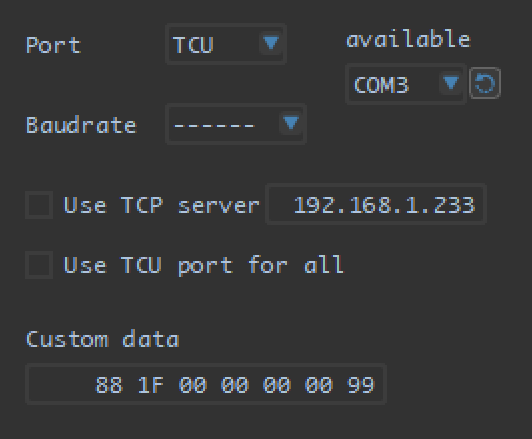 Port TCU available
COM3
Baudrate ------
Use TCP server 192.168.1.233
Use TCU port for all
Custom data
88 1F 00 00 00 00 99